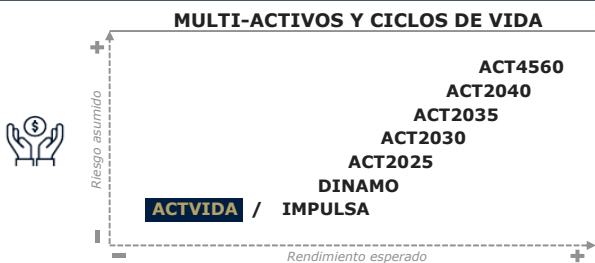 MULTI-ACTIVOS Y CICLOS DE VIDA
+
ACT4560
ACT2040
ACT2035
ACT2030
ACT2025
DINAMO
ACTVIDA / IMPULSA
Riesgo asumido
$
Rendimiento esperado
+